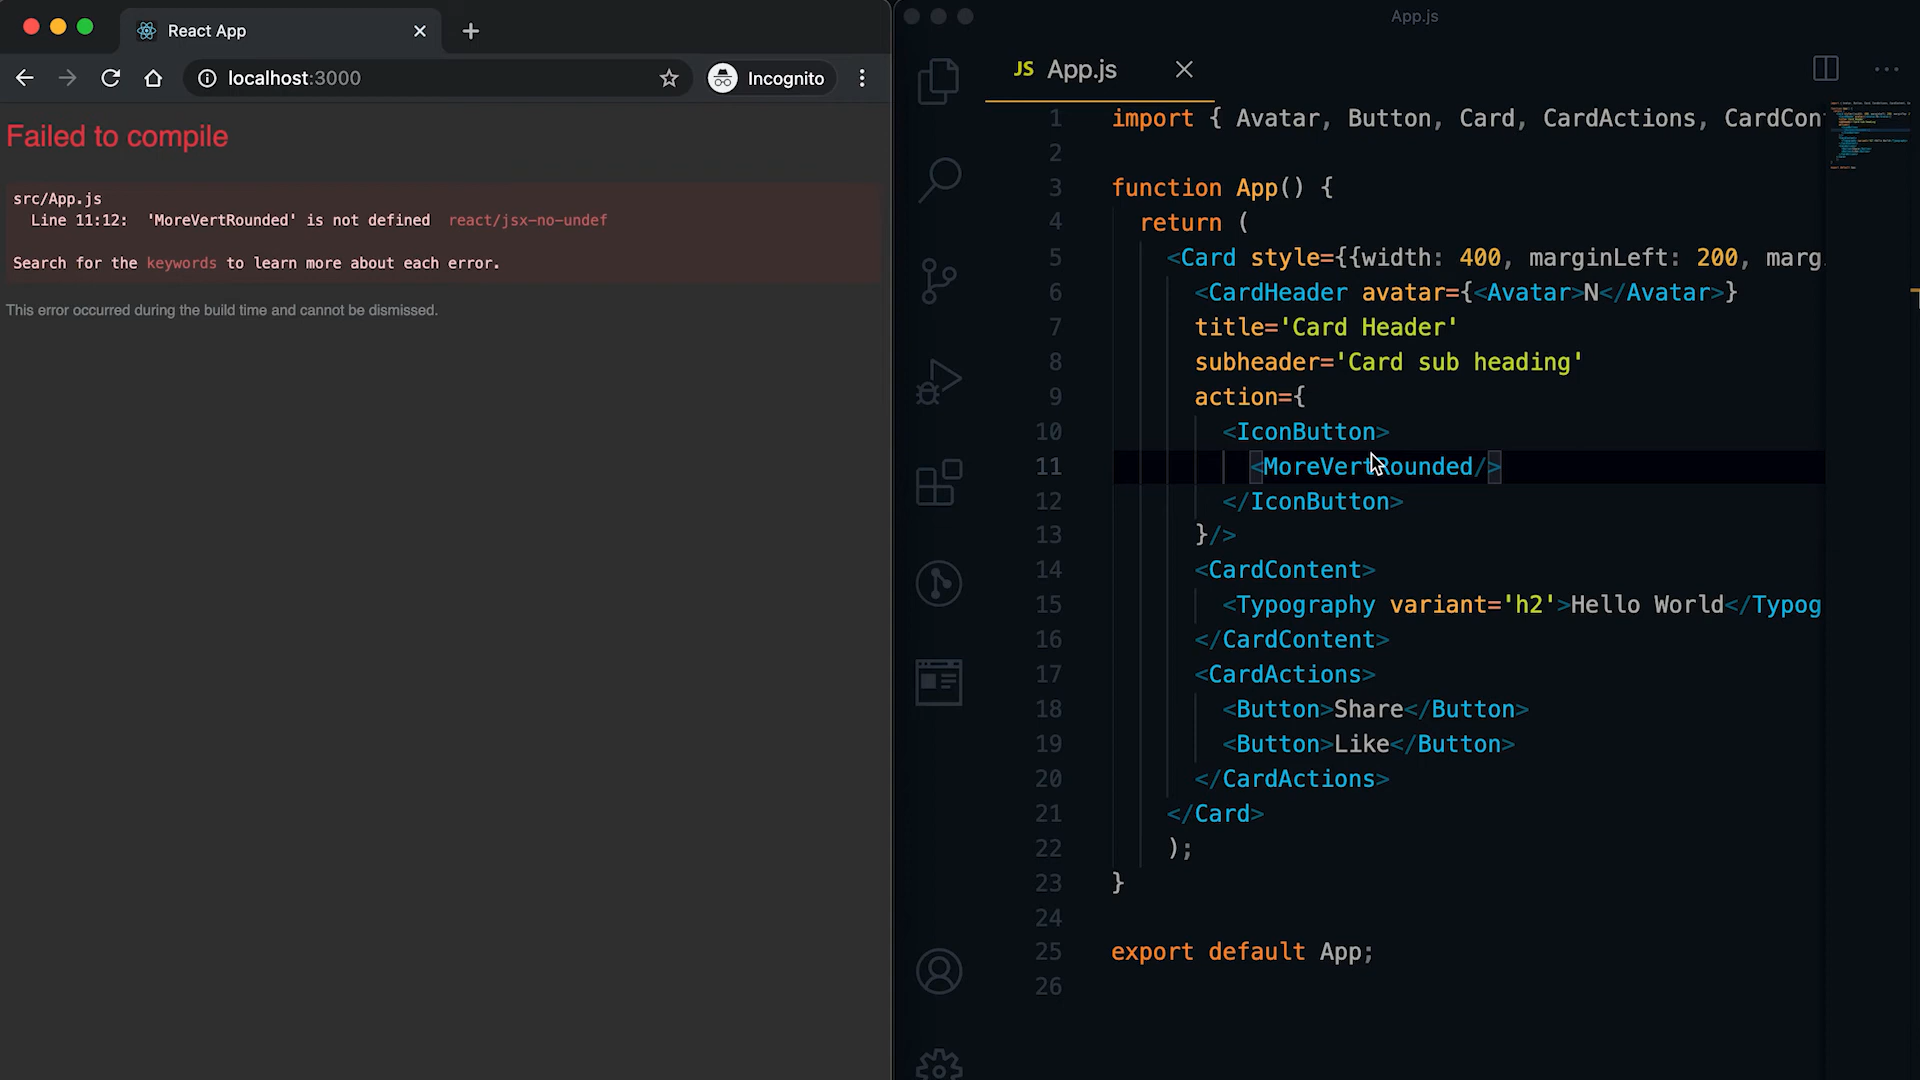 React App
localhost:3000
Incognito
Failed to compile
src/App.js
Line 11:12: 'MoreVertRounded' is not defined react/jsx-no-undef
Search for the keywords to learn more about each error.
This error occurred during the build time and cannot be dismissed.
App.js
JS App.js
1 import { Avatar, Button, Card, CardActions, CardCon
2
3 function App() {
4 return (
5 <Card style={{width: 400, marginLeft: 200, marg
6 <CardHeader avatar={<Avatar>N</Avatar>}
7 title='Card Header'
8 subheader='Card sub heading'
9 action={
10 <IconButton>
11 <MoreVertRounded/>
12 </IconButton>
13 }/>
14 <CardContent>
15 <Typography variant='h2'>Hello World</Typog
16 </CardContent>
17 <CardActions>
18 <Button>Share</Button>
19 <Button>Like</Button>
20 </CardActions>
21 </Card>
22 );
23 }
24
25 export default App;
26